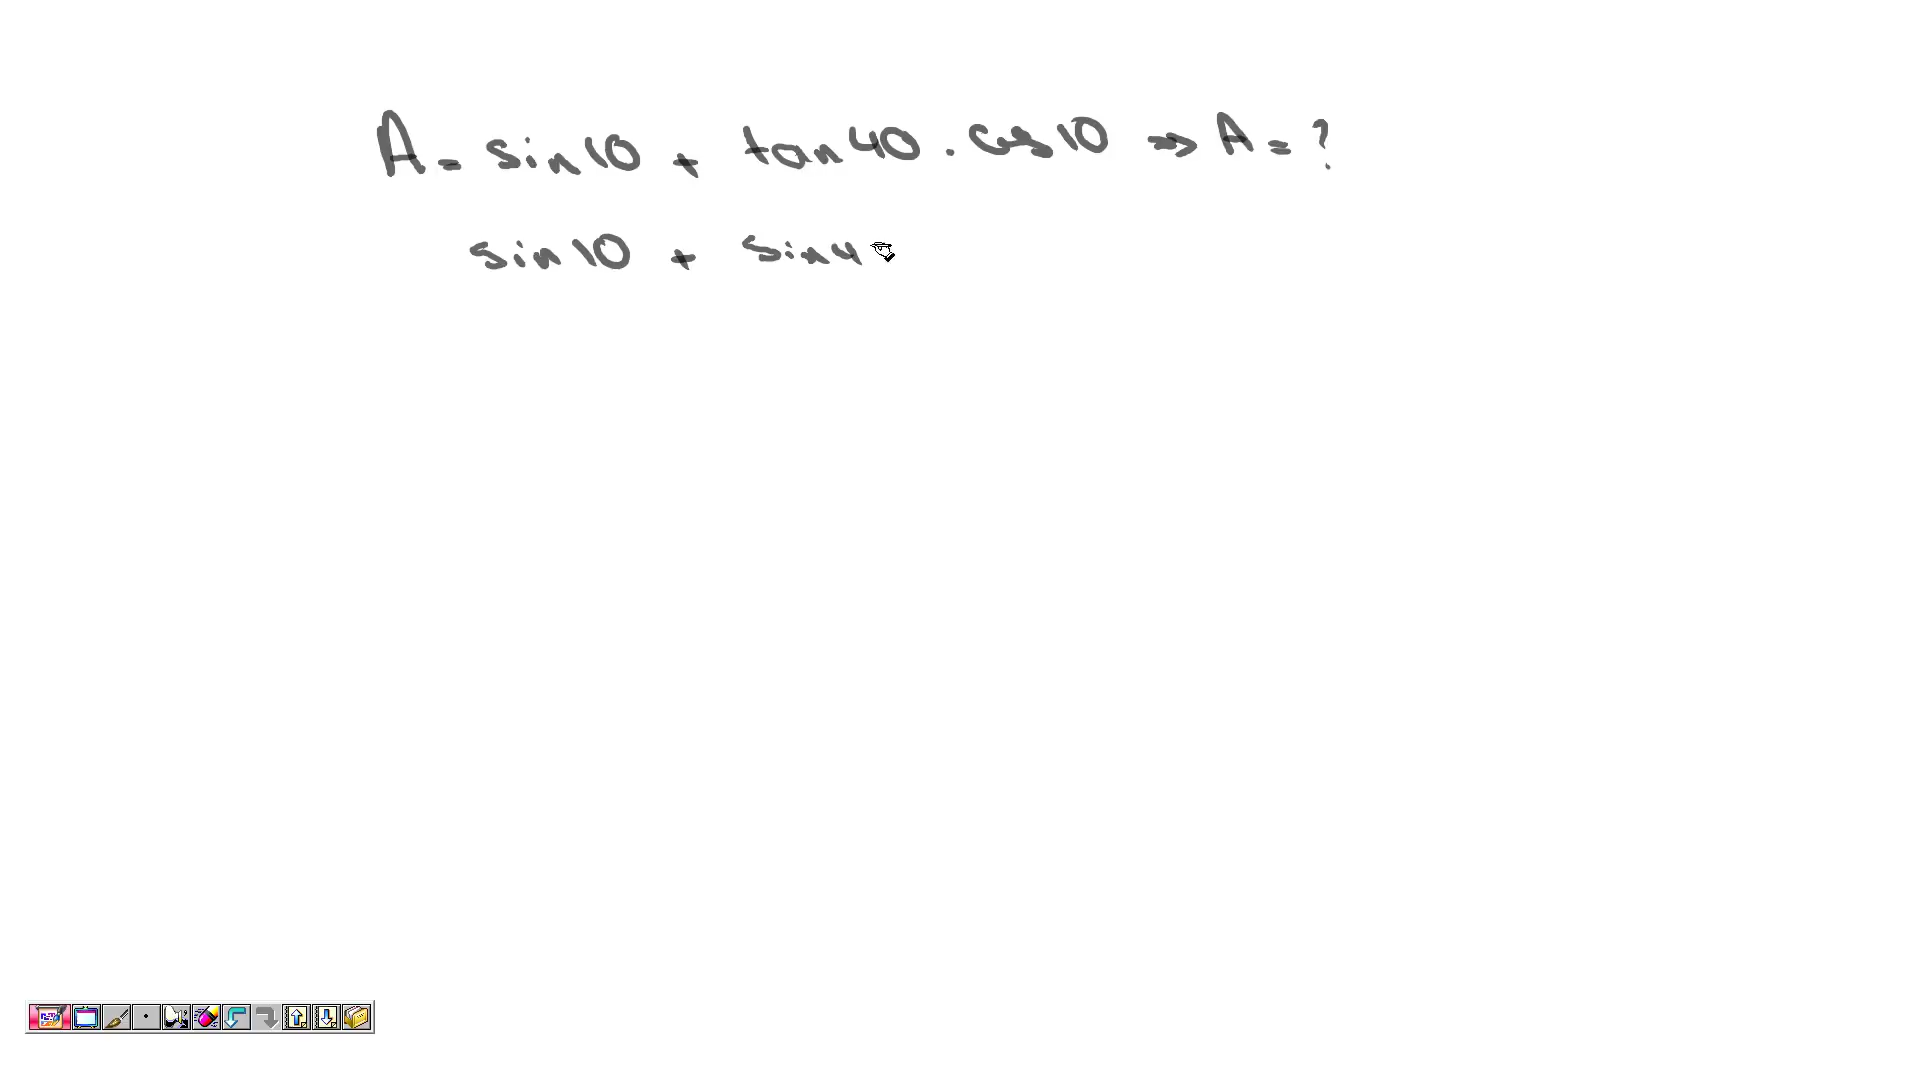 A = sin10 + tan40 . cos10 ⇒ A = ?
sin10 + sin4